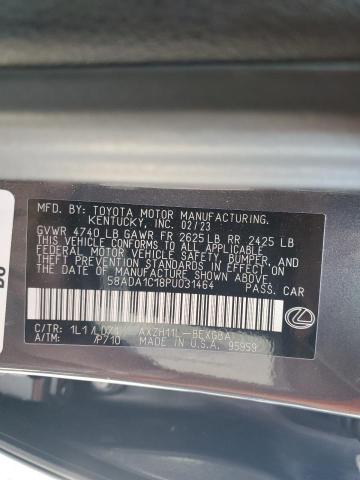 MFD. BY: TOYOTA MOTOR MANUFACTURING,
KENTUCKY, INC. 02/23
GVWR 4740 LB GAWR FR 2625 LB RR 2425 LB
THIS VEHICLE CONFORMS TO ALL APPLICABLE
FEDERAL MOTOR VEHICLE SAFETY, BUMPER, AND
THEFT PREVENTION STANDARDS IN EFFECT ON
THE DATE OF MANUFACTURE SHOWN ABOVE.
58ADA1C18PU031464 PASS. CAR
C/TR: 1L1/LD21 AXZH11L-BEXGBA
A/TM: /P710 MADE IN U.S.A. 95959